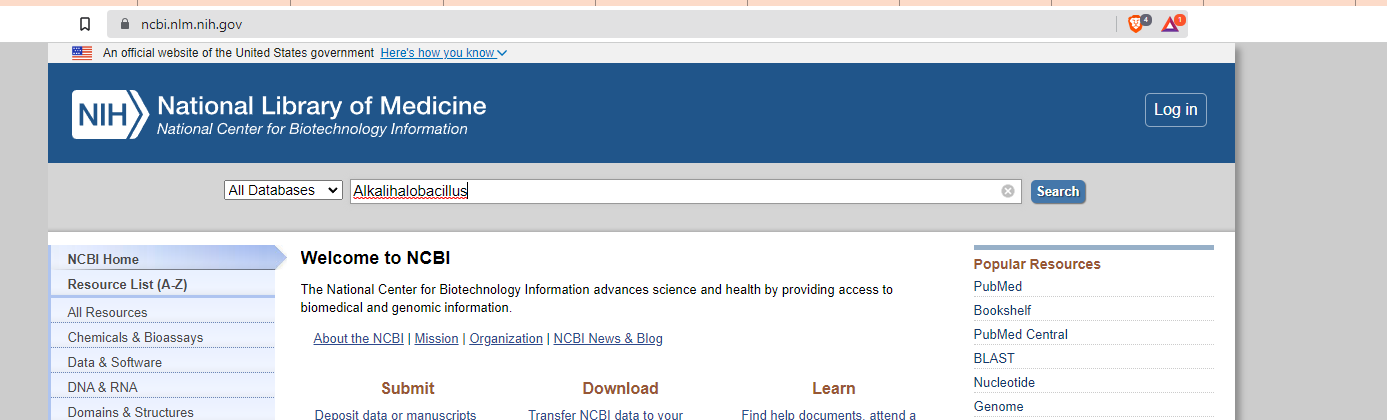 ncbi.nlm.nih.gov
4
1
An official website of the United States government Here's how you know
NIH National Library of Medicine
National Center for Biotechnology Information
Log in
All Databases Alkalihalobacillus Search
NCBI Home
Resource List (A-Z)
All Resources
Chemicals & Bioassays
Data & Software
DNA & RNA
Domains & Structures
Welcome to NCBI
The National Center for Biotechnology Information advances science and health by providing access to
biomedical and genomic information.
About the NCBI | Mission | Organization | NCBI News & Blog
Submit
Deposit data or manuscripts
Download
Transfer NCBI data to your
Learn
Find help documents, attend a
Popular Resources
PubMed
Bookshelf
PubMed Central
BLAST
Nucleotide
Genome